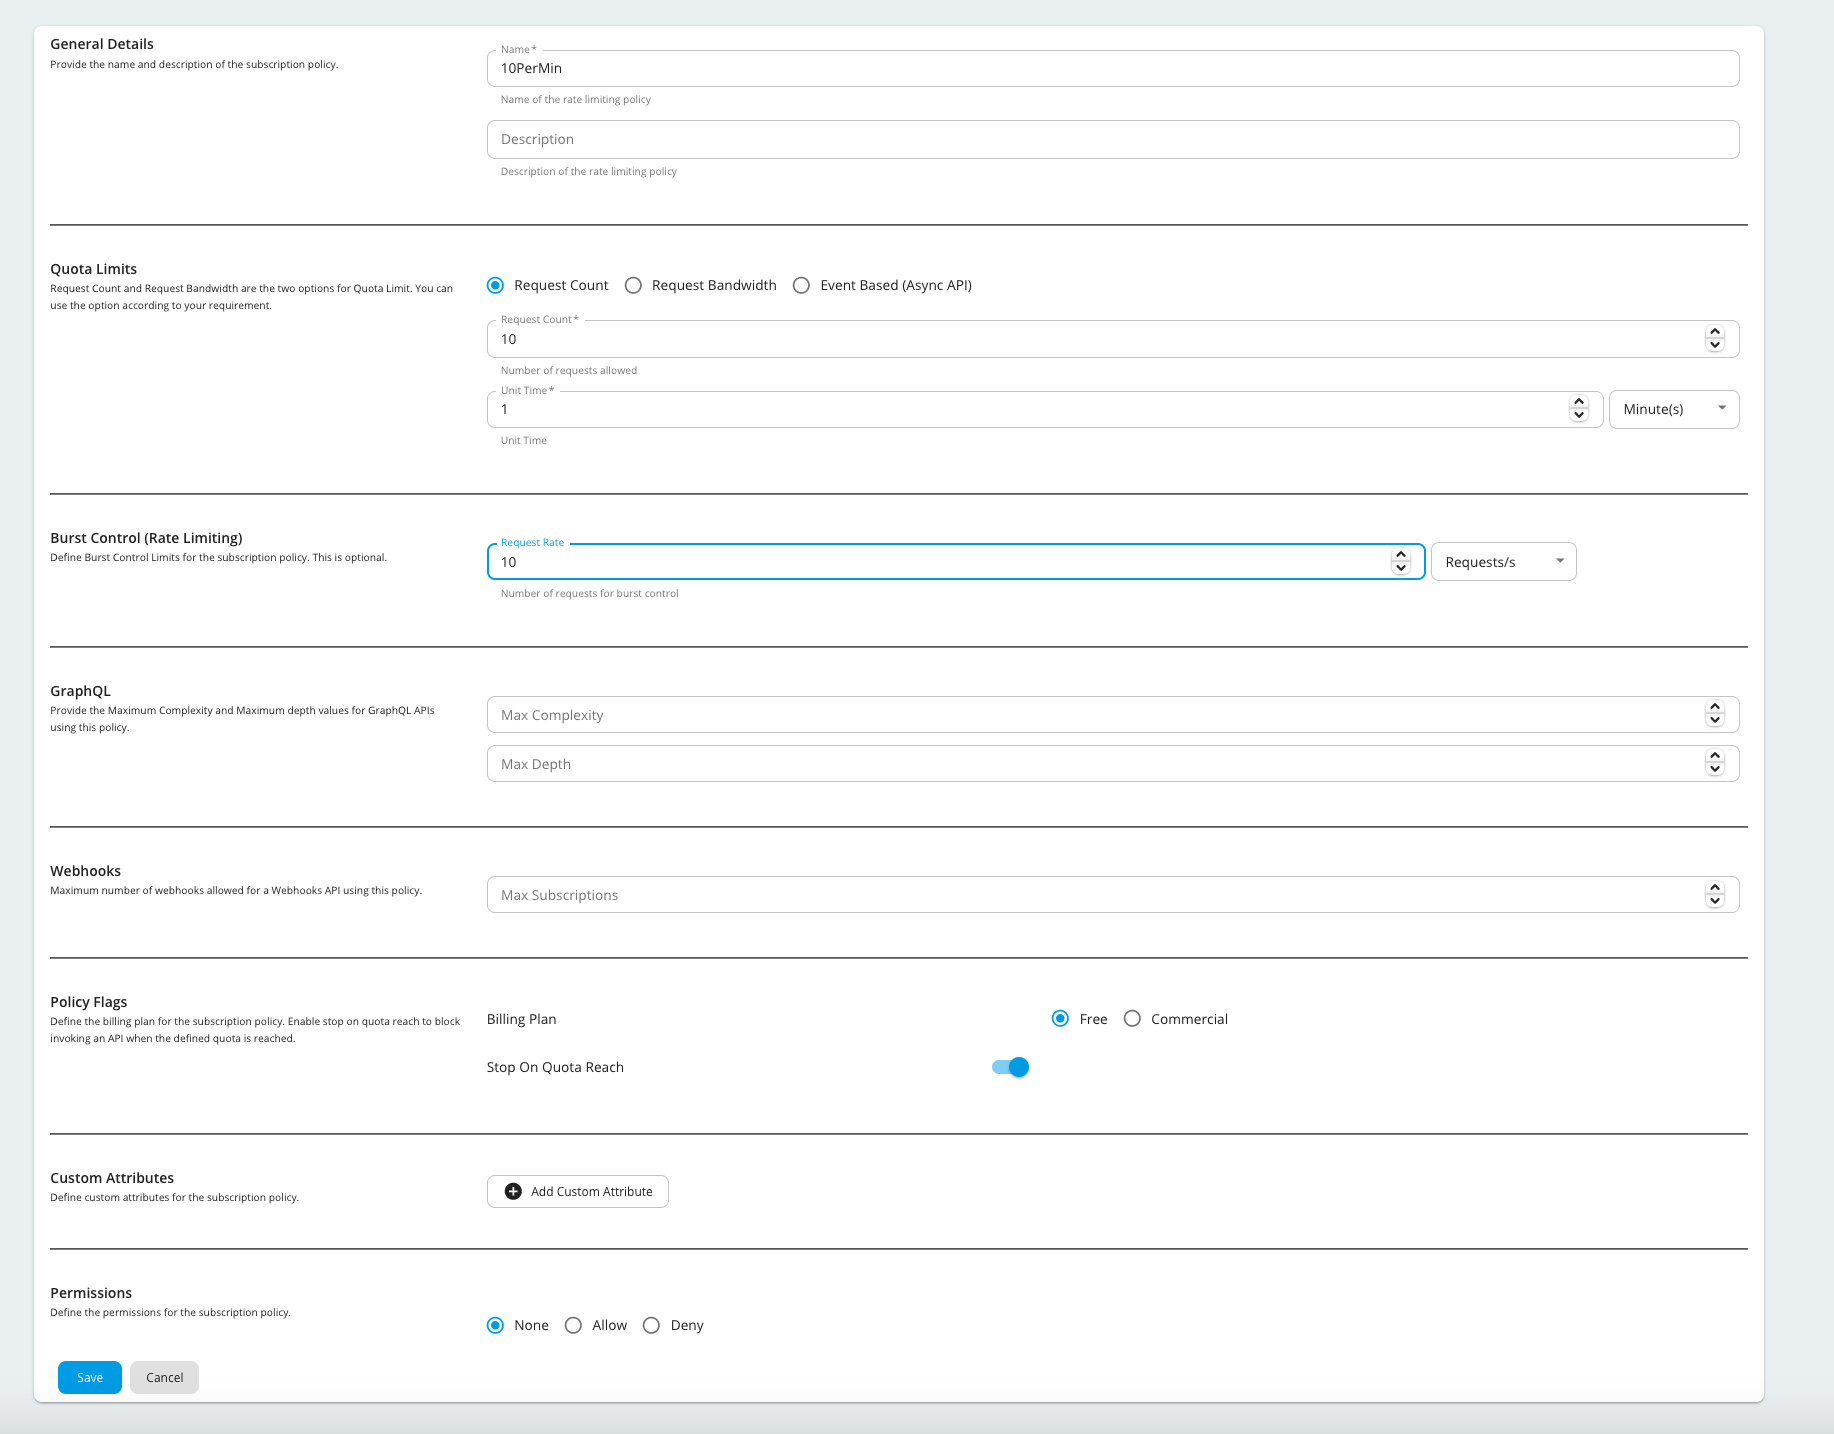 General Details
Provide the name and description of the subscription policy.
Name *
10PerMin
Name of the rate limiting policy
Description
Description of the rate limiting policy
Quota Limits
Request Count and Request Bandwidth are the two options for Quota Limit. You can
use the option according to your requirement.
Request Count
Request Bandwidth
Event Based (Async API)
Request Count *
10
Number of requests allowed
Unit Time *
1
Minute(s)
Unit Time
Burst Control (Rate Limiting)
Define Burst Control Limits for the subscription policy. This is optional.
Request Rate
10
Requests/s
Number of requests for burst control
GraphQL
Provide the Maximum Complexity and Maximum depth values for GraphQL APIs
using this policy.
Max Complexity
Max Depth
Webhooks
Maximum number of webhooks allowed for a Webhooks API using this policy.
Max Subscriptions
Policy Flags
Define the billing plan for the subscription policy. Enable stop on quota reach to block
invoking an API when the defined quota is reached.
Billing Plan
Free
Commercial
Stop On Quota Reach
Custom Attributes
Define custom attributes for the subscription policy.
Add Custom Attribute
Permissions
Define the permissions for the subscription policy.
None
Allow
Deny
Save
Cancel